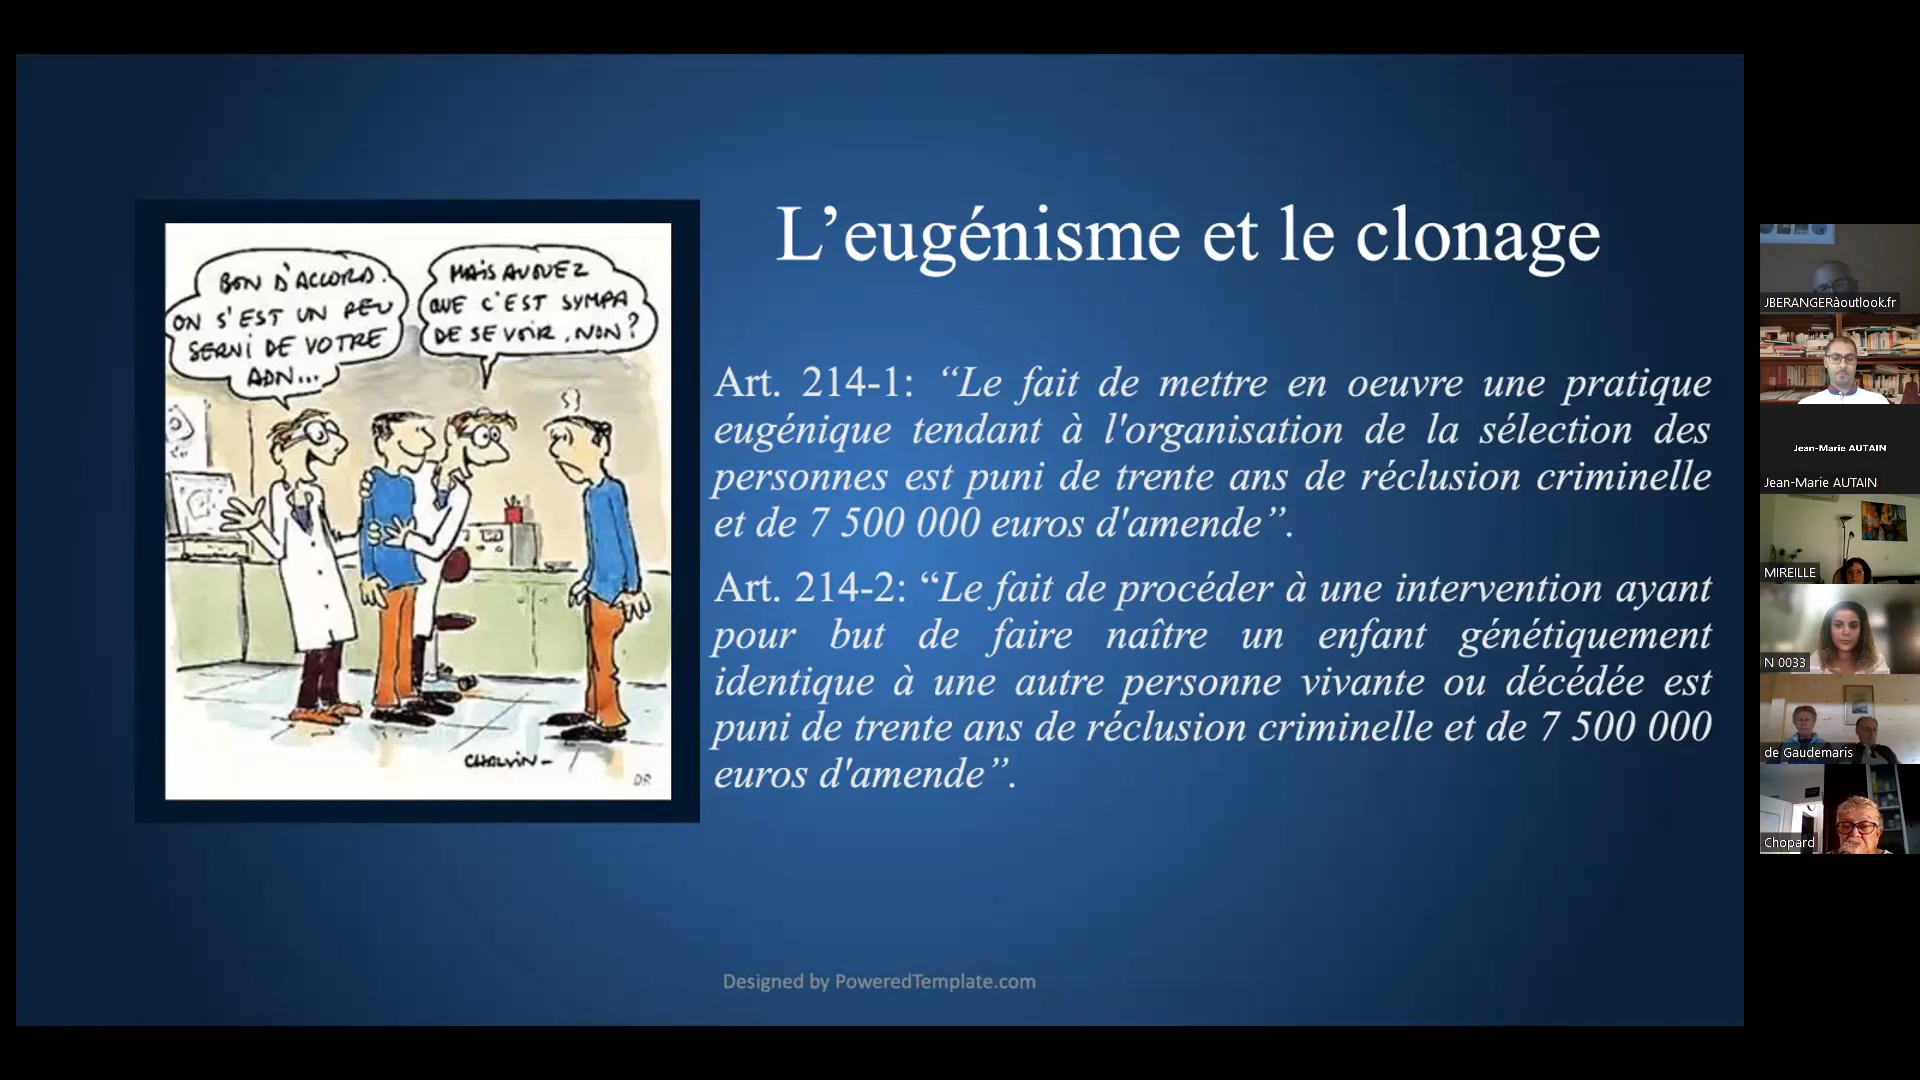 L’eugénisme et le clonage
BON D'ACCORD.
ON S'EST UN PEU
SERVI DE VOTRE
ADN...
MAIS AVOUEZ
QUE C'EST SYMPA
DE SE VOIR, NON?
CHALVIN-
DR
Art. 214-1: “Le fait de mettre en oeuvre une pratique
eugénique tendant à l'organisation de la sélection des
personnes est puni de trente ans de réclusion criminelle
et de 7 500 000 euros d'amende”.
Art. 214-2: “Le fait de procéder à une intervention ayant
pour but de faire naître un enfant génétiquement
identique à une autre personne vivante ou décédée est
puni de trente ans de réclusion criminelle et de 7 500 000
euros d'amende”.
Designed by PoweredTemplate.com
JBERANGERàoutlook.fr
Jean-Marie AUTAIN
Jean-Marie AUTAIN
MIREILLE
N 0033
de Gaudemaris
Chopard